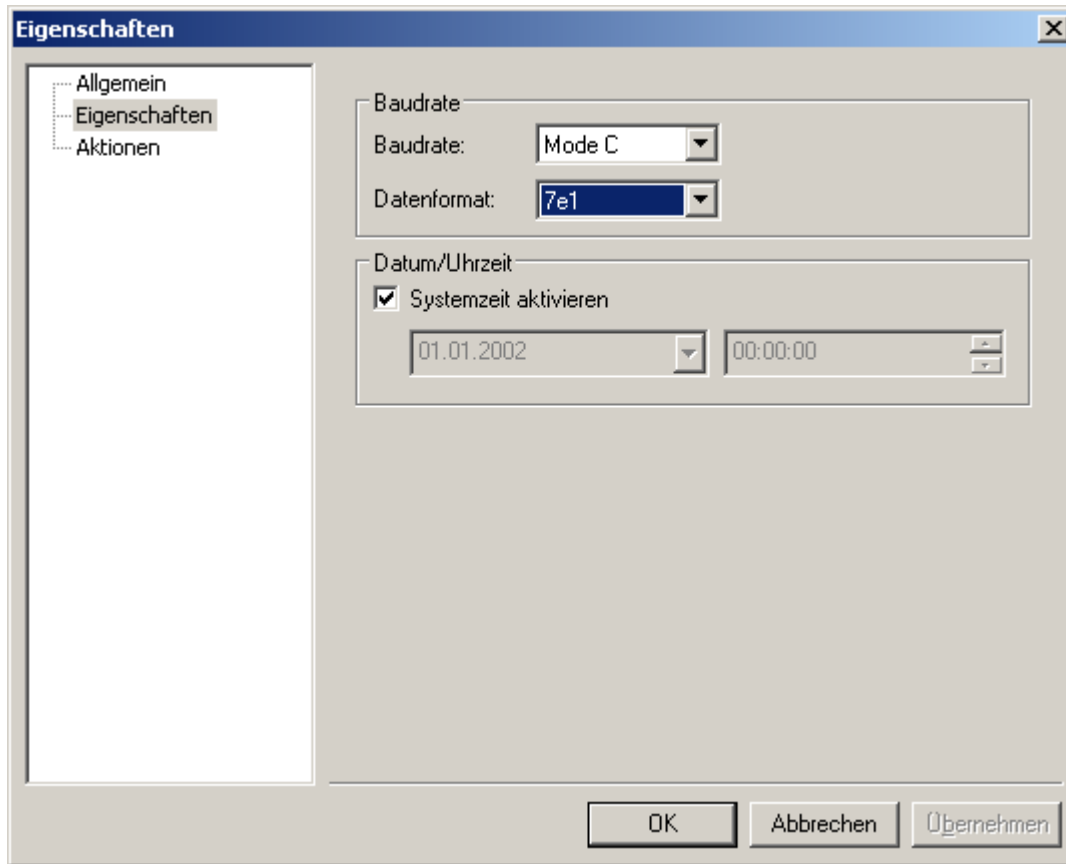 Eigenschaften
Allgemein
Eigenschaften
Aktionen
Baudrate
Baudrate: Mode C
Datenformat: 7e1
Datum/Uhrzeit
Systemzeit aktivieren
01.01.2002 00:00:00
OK Abbrechen Übernehmen